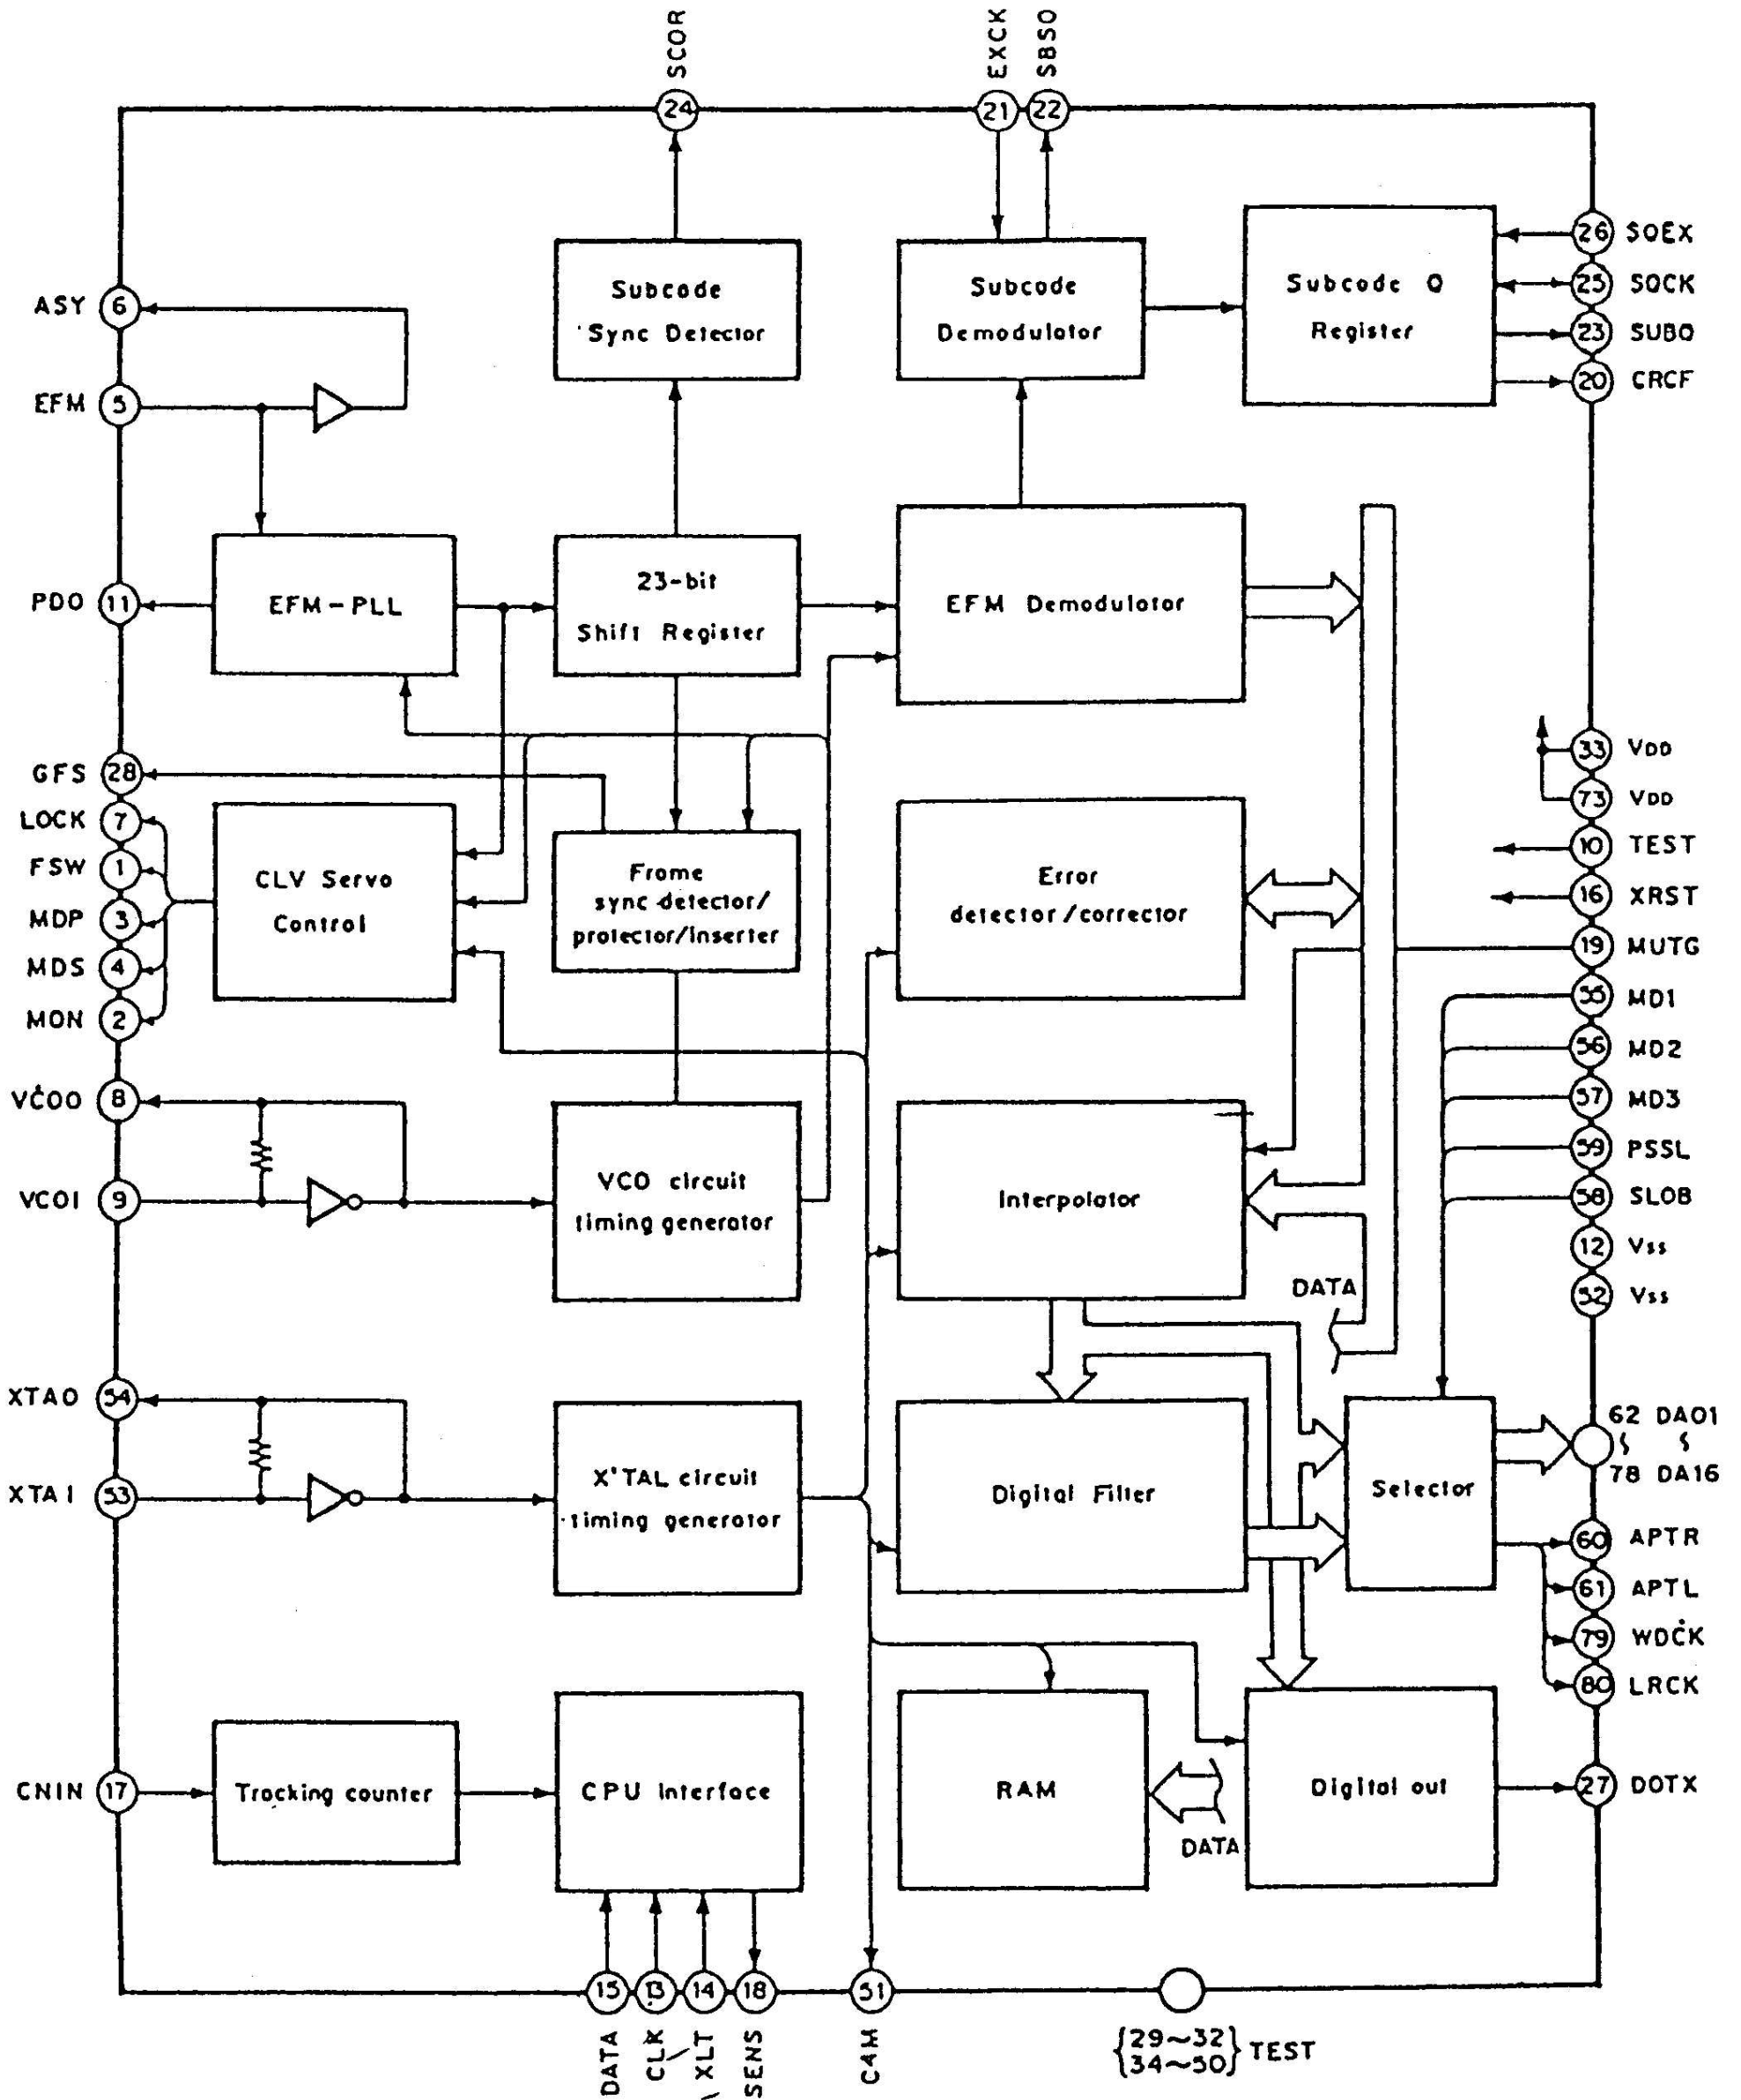 SCOR
EXCK
SBSO
24
21
22
26 SQEX
25 SQCK
23 SUBQ
20 CRCF
Subcode
Sync Detector
Subcode
Demodulator
Subcode Q
Register
ASY 6
EFM 5
PDO 11
EFM-PLL
23-bit
Shift Register
EFM Demodulator
GFS 28
LOCK 7
FSW 1
MDP 3
MDS 4
MON 2
CLV Servo
Control
Frame
sync detector/
protector/inserter
Error
detector/corrector
33 VDD
73 VDD
10 TEST
16 XRST
19 MUTG
55 MD1
56 MD2
57 MD3
59 PSSL
58 SLOB
12 Vss
52 Vss
VCOO 8
VCOI 9
VCO circuit
timing generator
Interpolator
DATA
XTAO 54
XTAI 53
X'TAL circuit
timing generator
Digital Filter
Selector
62 DA01
78 DA16
60 APTR
61 APTL
79 WDCK
80 LRCK
CNIN 17
Tracking counter
CPU Interface
RAM
DATA
Digital out
27 DOTX
15
13
14
18
51
DATA
CLK
XLT
SENS
C4M
{29~32
34~50} TEST